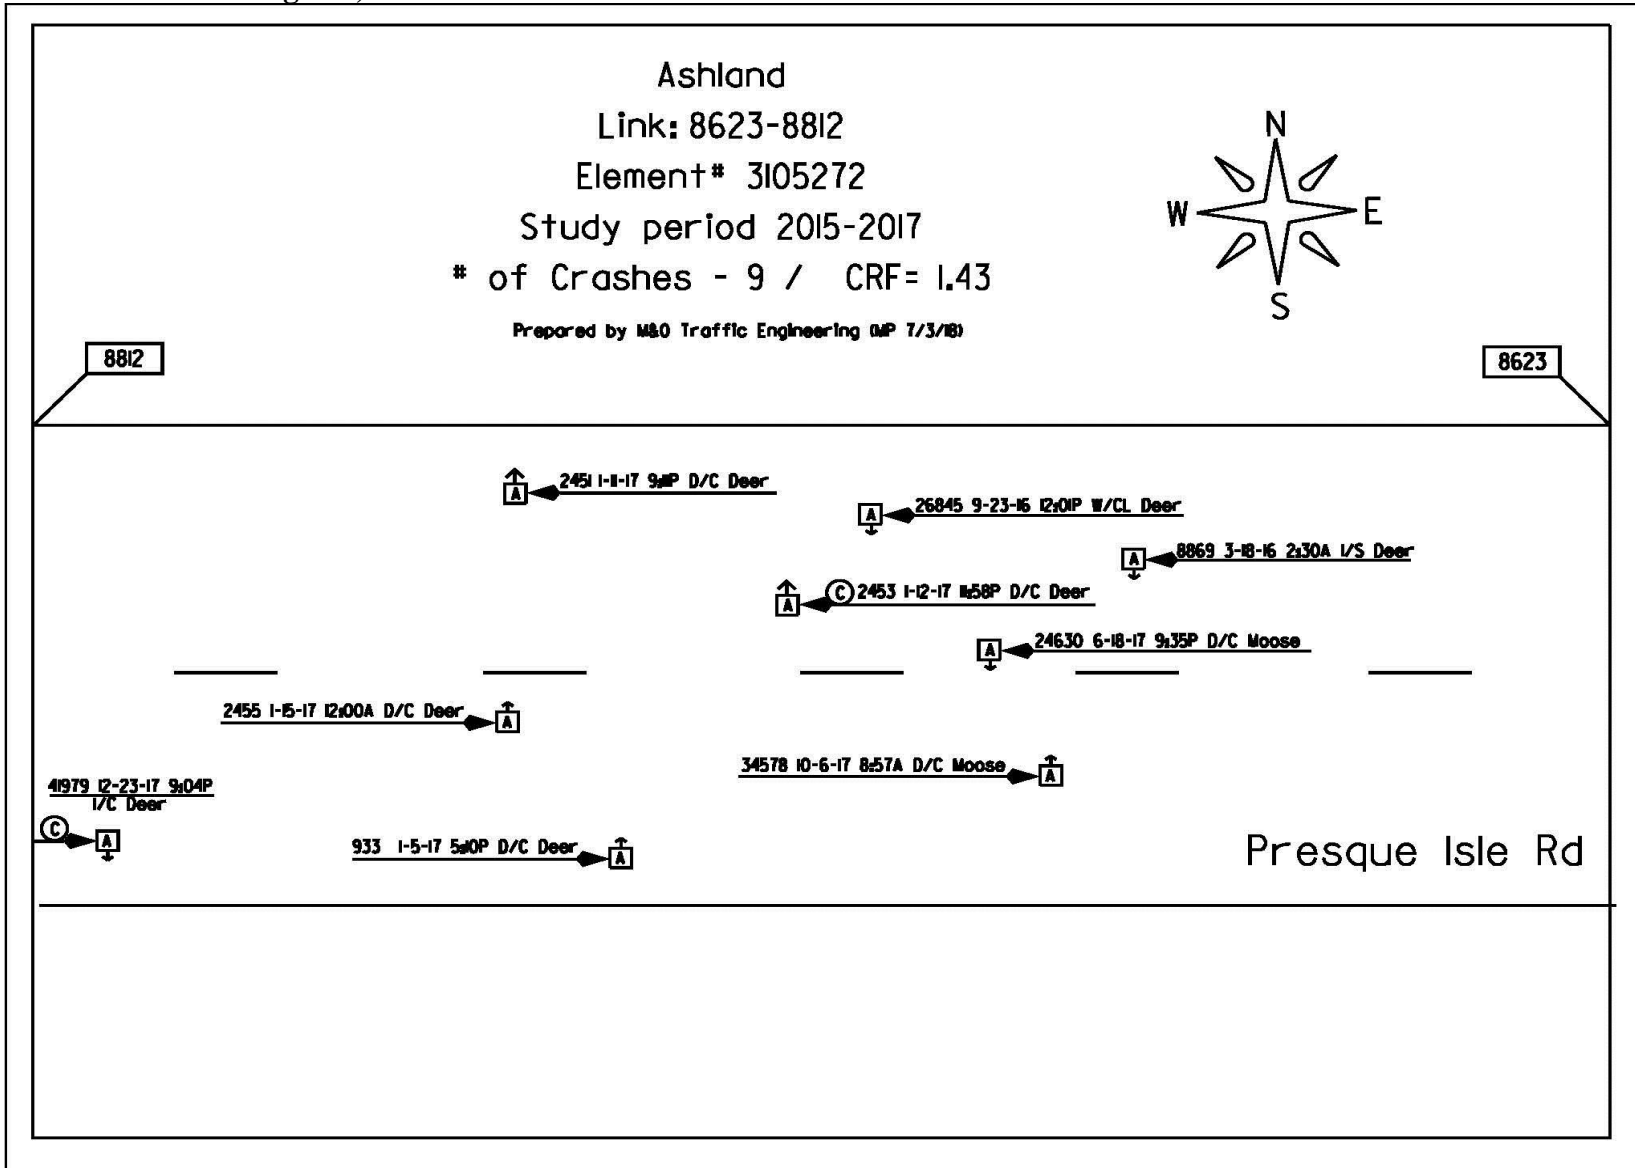 Ashland
Link: 8623-8812
Element# 3105272
Study period 2015-2017
# of Crashes - 9 / CRF= 1.43
Prepared by M&O Traffic Engineering (MP 7/3/18)
N
W E
S
8812
8623
2451 1-11-17 9:11P D/C Deer
A
26845 9-23-16 12:01P W/CL Deer
A
8869 3-18-16 2:30A I/S Deer
A
C 2453 1-12-17 11:58P D/C Deer
A
24630 6-18-17 9:35P D/C Moose
A
2455 1-15-17 12:00A D/C Deer
A
34578 10-6-17 8:57A D/C Moose
A
41979 12-23-17 9:04P
I/C Deer
C A
933 1-5-17 5:10P D/C Deer
A
Presque Isle Rd